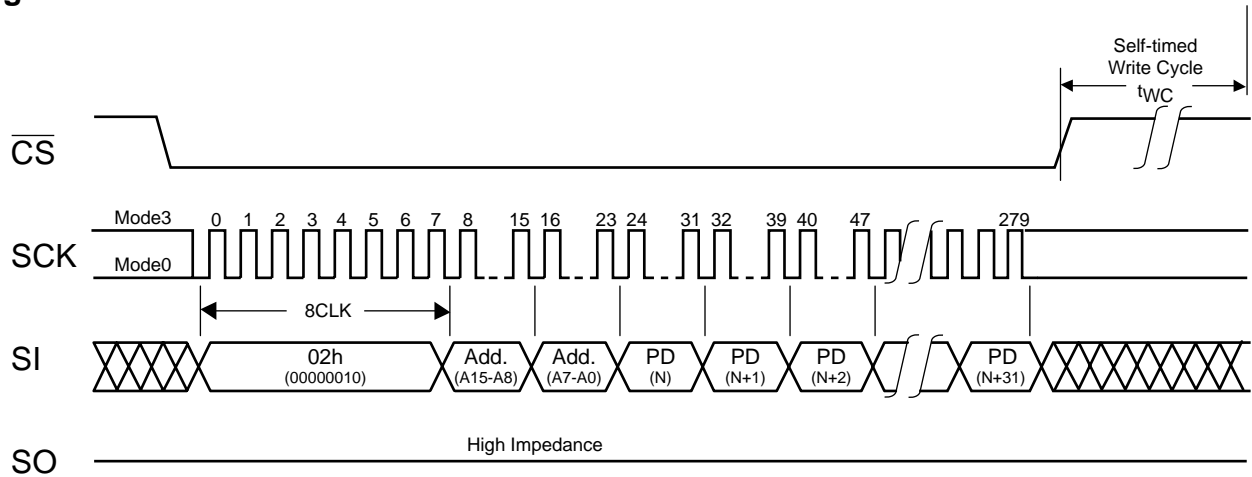 g
Self-timed
Write Cycle
tWC
CS
Mode3
0 1 2 3 4 5 6 7 8 15 16 23 24 31 32 39 40 47 279
SCK
Mode0
8CLK
SI
02h Add. Add. PD PD PD PD
(00000010) (A15-A8) (A7-A0) (N) (N+1) (N+2) (N+31)
High Impedance
SO